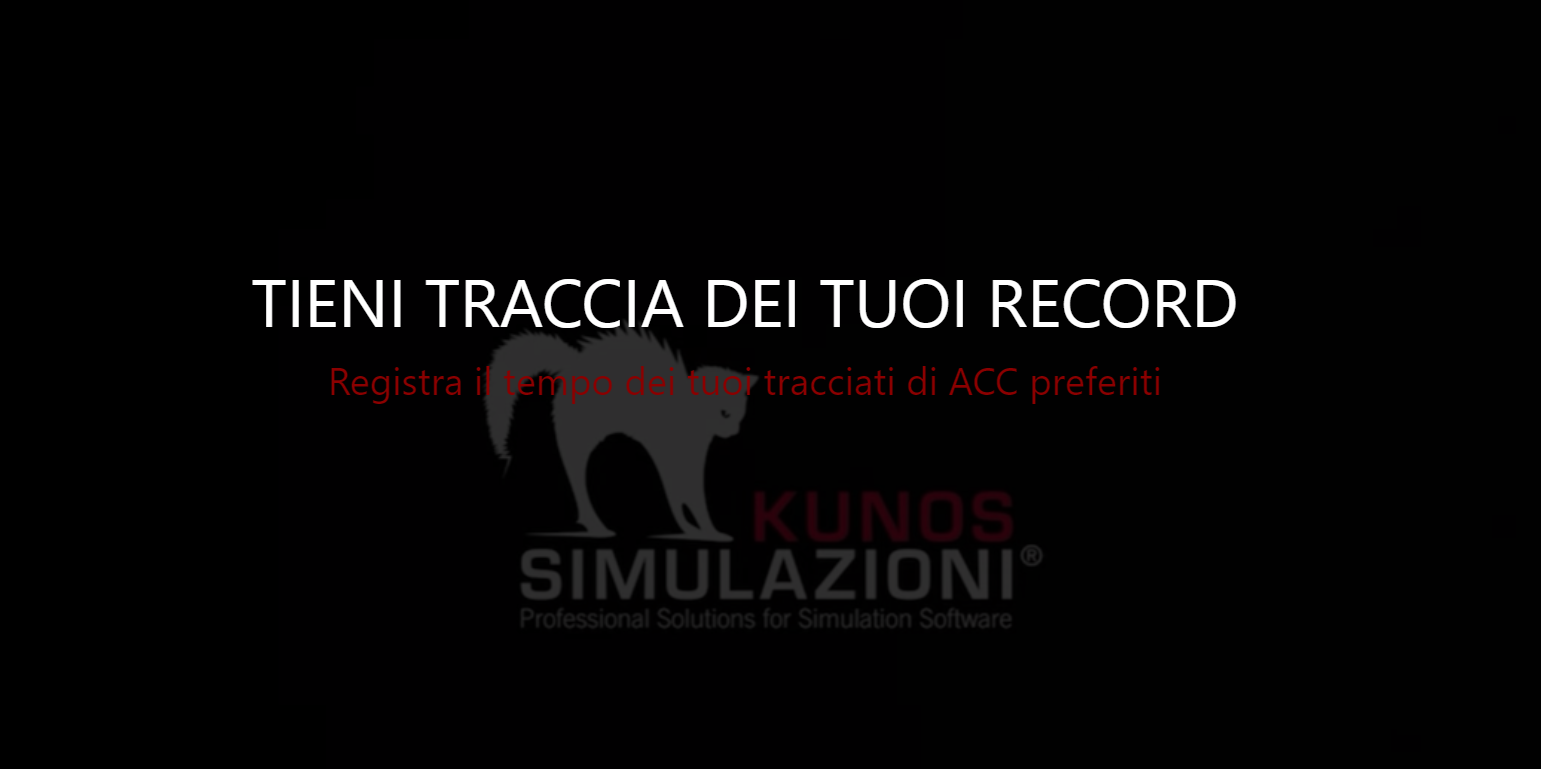 TIENI TRACCIA DEI TUOI RECORD
Registra il tempo dei tuoi tracciati di ACC preferiti
KUNOS
SIMULAZIONI®
Professional Solutions for Simulation Software